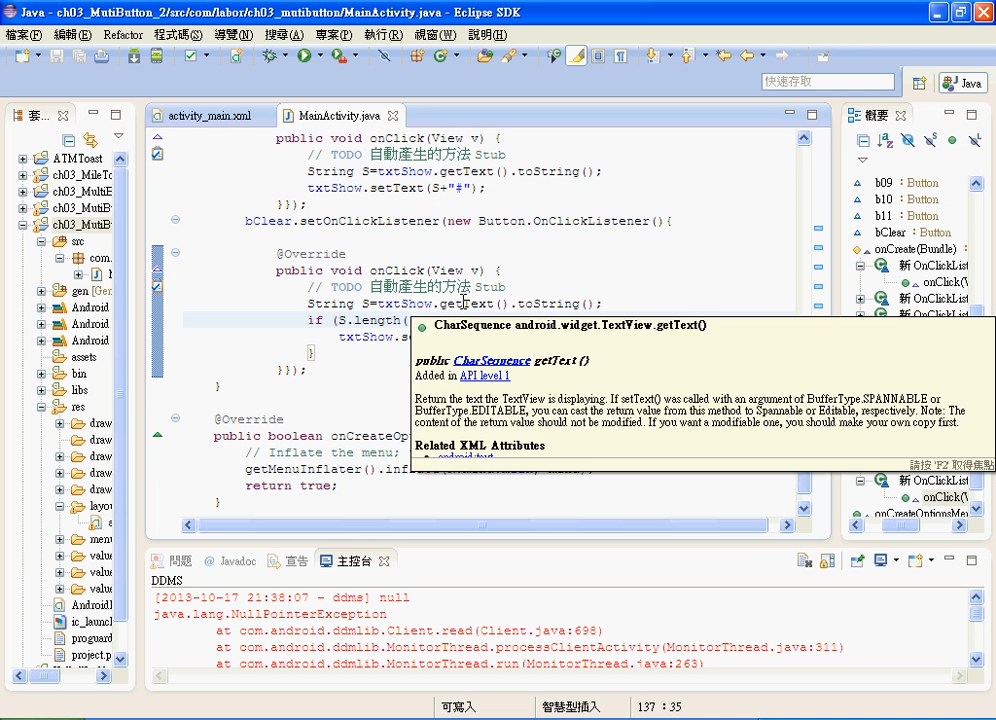 Java - ch03_MutiButton_2/src/com/labor/ch03_mutibutton/MainActivity.java - Eclipse SDK
檔案(F) 編輯(E) Refactor 程式碼(S) 導覽(N) 搜尋(A) 專案(P) 執行(R) 視窗(W) 說明(H)
快速存取
Java
套...
activity_main.xml
MainActivity.java
概要
ATMToast
ch03_MileTo
ch03_MultiE
ch03_MutiB
ch03_MutiB
src
com.
gen [Gen
Android
Android
Android
assets
bin
libs
res
draw
draw
draw
draw
draw
layou
a
menu
value
value
value
AndroidI
ic_launcl
proguard
project.p
public void onClick(View v) {
// TODO 自動產生的方法 Stub
String S=txtShow.getText().toString();
txtShow.setText(S+"#");
}});
bClear.setOnClickListener(new Button.OnClickListener(){
@Override
public void onClick(View v) {
// TODO 自動產生的方法 Stub
String S=txtShow.getText().toString();
if (S.length(
txtShow.s
}
}});
}
@Override
public boolean onCreateOp
// Inflate the menu;
getMenuInflater().infl
return true;
}
CharSequence android.widget.TextView.getText()
public CharSequence getText ()
Added in API level 1
Return the text the TextView is displaying. If setText() was called with an argument of BufferType.SPANNABLE or
BufferType.EDITABLE, you can cast the return value from this method to Spannable or Editable, respectively. Note: The
content of the return value should not be modified. If you want a modifiable one, you should make your own copy first.
Related XML Attributes
android:text
請按 'F2' 取得焦點
b09 : Button
b10 : Button
b11 : Button
bClear : Button
onCreate(Bundle) :
新 OnClickList
onClick(V
新 OnClickList
新 OnClickList
onClick(V
onCreateOptionsMe
問題
@ Javadoc
宣告
主控台
DDMS
[2013-10-17 21:38:07 - ddms] null
java.lang.NullPointerException
at com.android.ddmlib.Client.read(Client.java:698)
at com.android.ddmlib.MonitorThread.processClientActivity(MonitorThread.java:311)
at com.android.ddmlib.MonitorThread.run(MonitorThread.java:263)
可寫入
智慧型插入
137 : 35